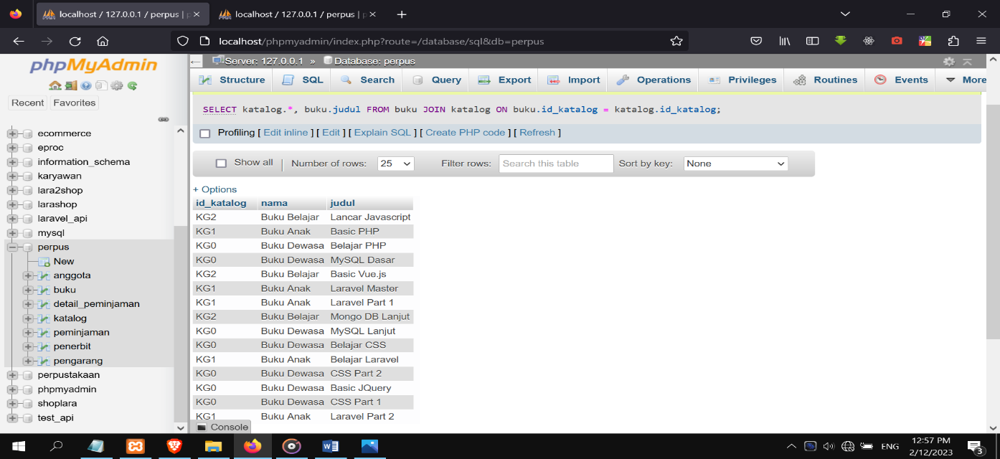 localhost / 127.0.0.1 / perpus | p
localhost / 127.0.0.1 / perpus | p
localhost/phpmyadmin/index.php?route=/database/sql&db=perpus
phpMyAdmin
Recent Favorites
ecommerce
eproc
information_schema
karyawan
lara2shop
larashop
laravel_api
mysql
perpus
New
anggota
buku
detail_peminjaman
katalog
peminjaman
penerbit
pengarang
perpustakaan
phpmyadmin
shoplara
test_api
Server: 127.0.0.1 » Database: perpus
Structure SQL Search Query Export Import Operations Privileges Routines Events More
SELECT katalog.*, buku.judul FROM buku JOIN katalog ON buku.id_katalog = katalog.id_katalog;
Profiling [ Edit inline ] [ Edit ] [ Explain SQL ] [ Create PHP code ] [ Refresh ]
Show all | Number of rows: 25 Filter rows: Search this table Sort by key: None
+ Options
id_katalog nama judul
KG2 Buku Belajar Lancar Javascript
KG1 Buku Anak Basic PHP
KG0 Buku Dewasa Belajar PHP
KG0 Buku Dewasa MySQL Dasar
KG2 Buku Belajar Basic Vue.js
KG1 Buku Anak Laravel Master
KG1 Buku Anak Laravel Part 1
KG2 Buku Belajar Mongo DB Lanjut
KG0 Buku Dewasa MySQL Lanjut
KG0 Buku Dewasa Belajar CSS
KG1 Buku Anak Belajar Laravel
KG0 Buku Dewasa CSS Part 2
KG0 Buku Dewasa Basic JQuery
KG0 Buku Dewasa CSS Part 1
KG1 Buku Anak Laravel Part 2
Console
ENG
12:57 PM
2/12/2023
3